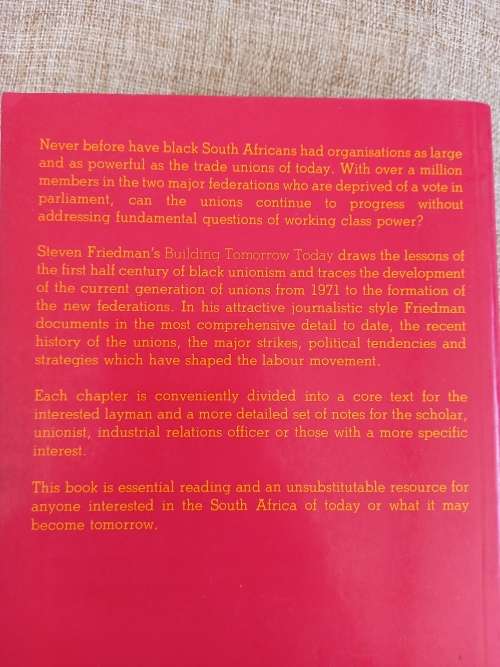 Never before have black South Africans had organisations as large
and as powerful as the trade unions of today. With over a million
members in the two major federations who are deprived of a vote in
parliament, can the unions continue to progress without
addressing fundamental questions of working class power?
Steven Friedman's Building Tomorrow Today draws the lessons of
the first half century of black unionism and traces the development
of the current generation of unions from 1971 to the formation of
the new federations. In his attractive journalistic style Friedman
documents in the most comprehensive detail to date, the recent
history of the unions, the major strikes, political tendencies and
strategies which have shaped the labour movement.
Each chapter is conveniently divided into a core text for the
interested layman and a more detailed set of notes for the scholar,
unionist, industrial relations officer or those with a more specific
interest.
This book is essential reading and an unsubstitutable resource for
anyone interested in the South Africa of today or what it may
become tomorrow.